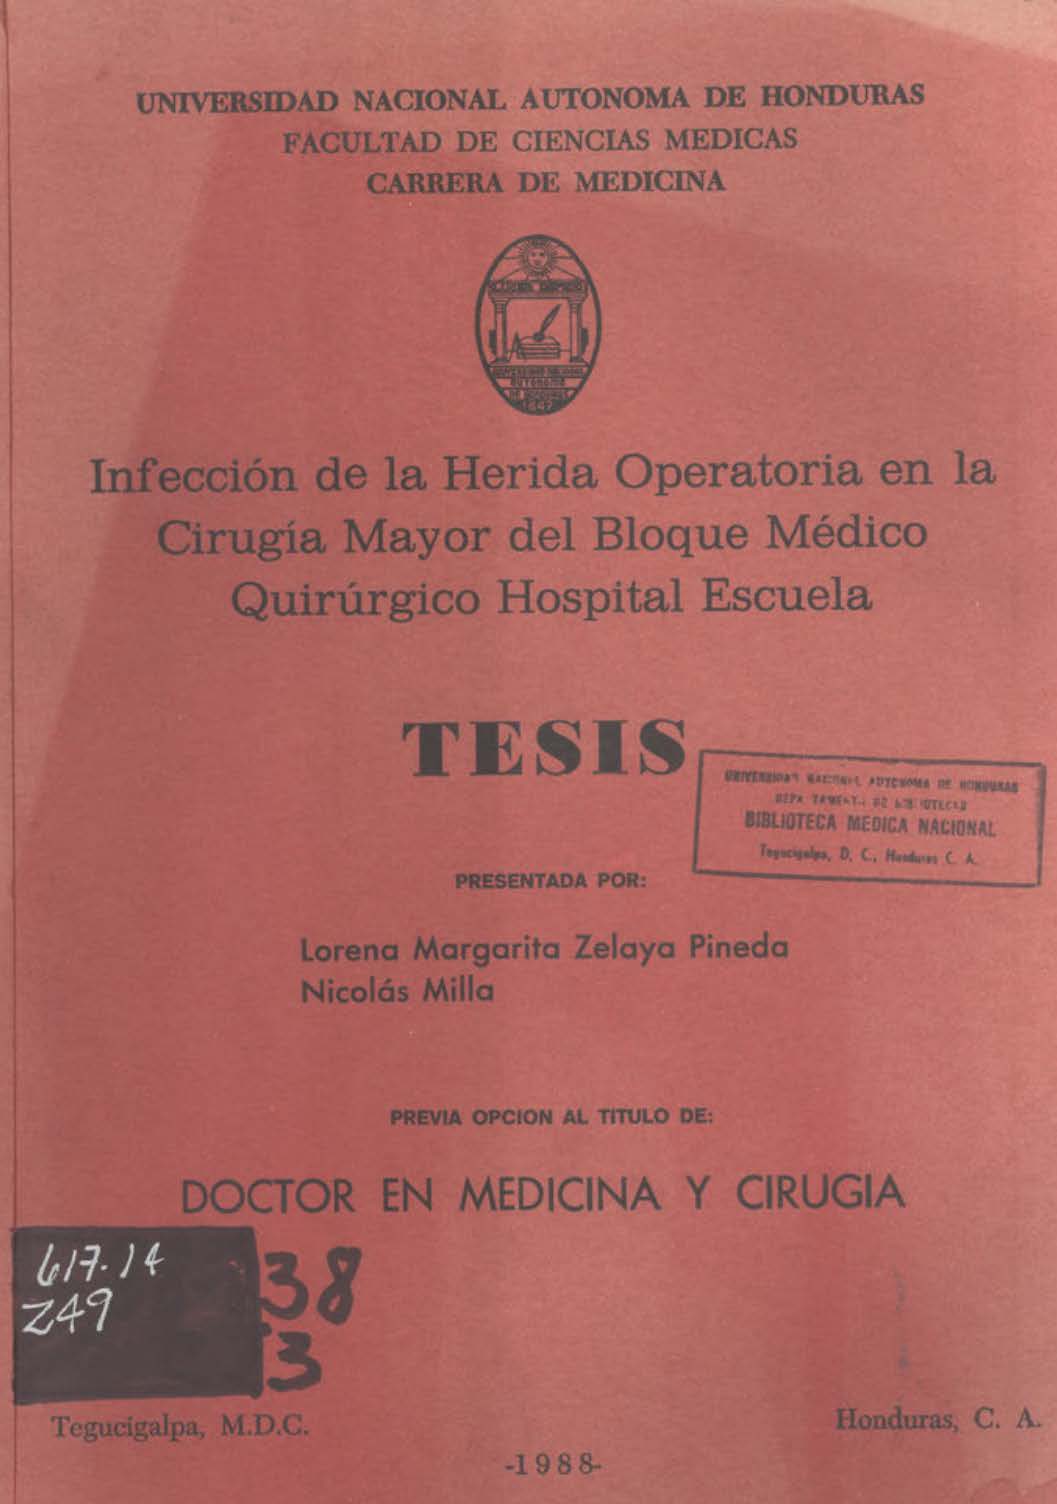 UNIVERSIDAD NACIONAL AUTONOMA DE HONDURAS
FACULTAD DE CIENCIAS MEDICAS
CARRERA DE MEDICINA
Infección de la Herida Operatoria en la
Cirugía Mayor del Bloque Médico
Quirúrgico Hospital Escuela
TESIS
UNIVERSIDAD NACIONAL AUTONOMA DE HONDURAS
BIBLIOTECA MEDICA NACIONAL
Tegucigalpa, D. C., Honduras C. A.
PRESENTADA POR:
Lorena Margarita Zelaya Pineda
Nicolás Milla
PREVIA OPCION AL TITULO DE:
DOCTOR EN MEDICINA Y CIRUGIA
617.14
Z49
38
3
Tegucigalpa, M.D.C.
Honduras, C. A.
-1988-